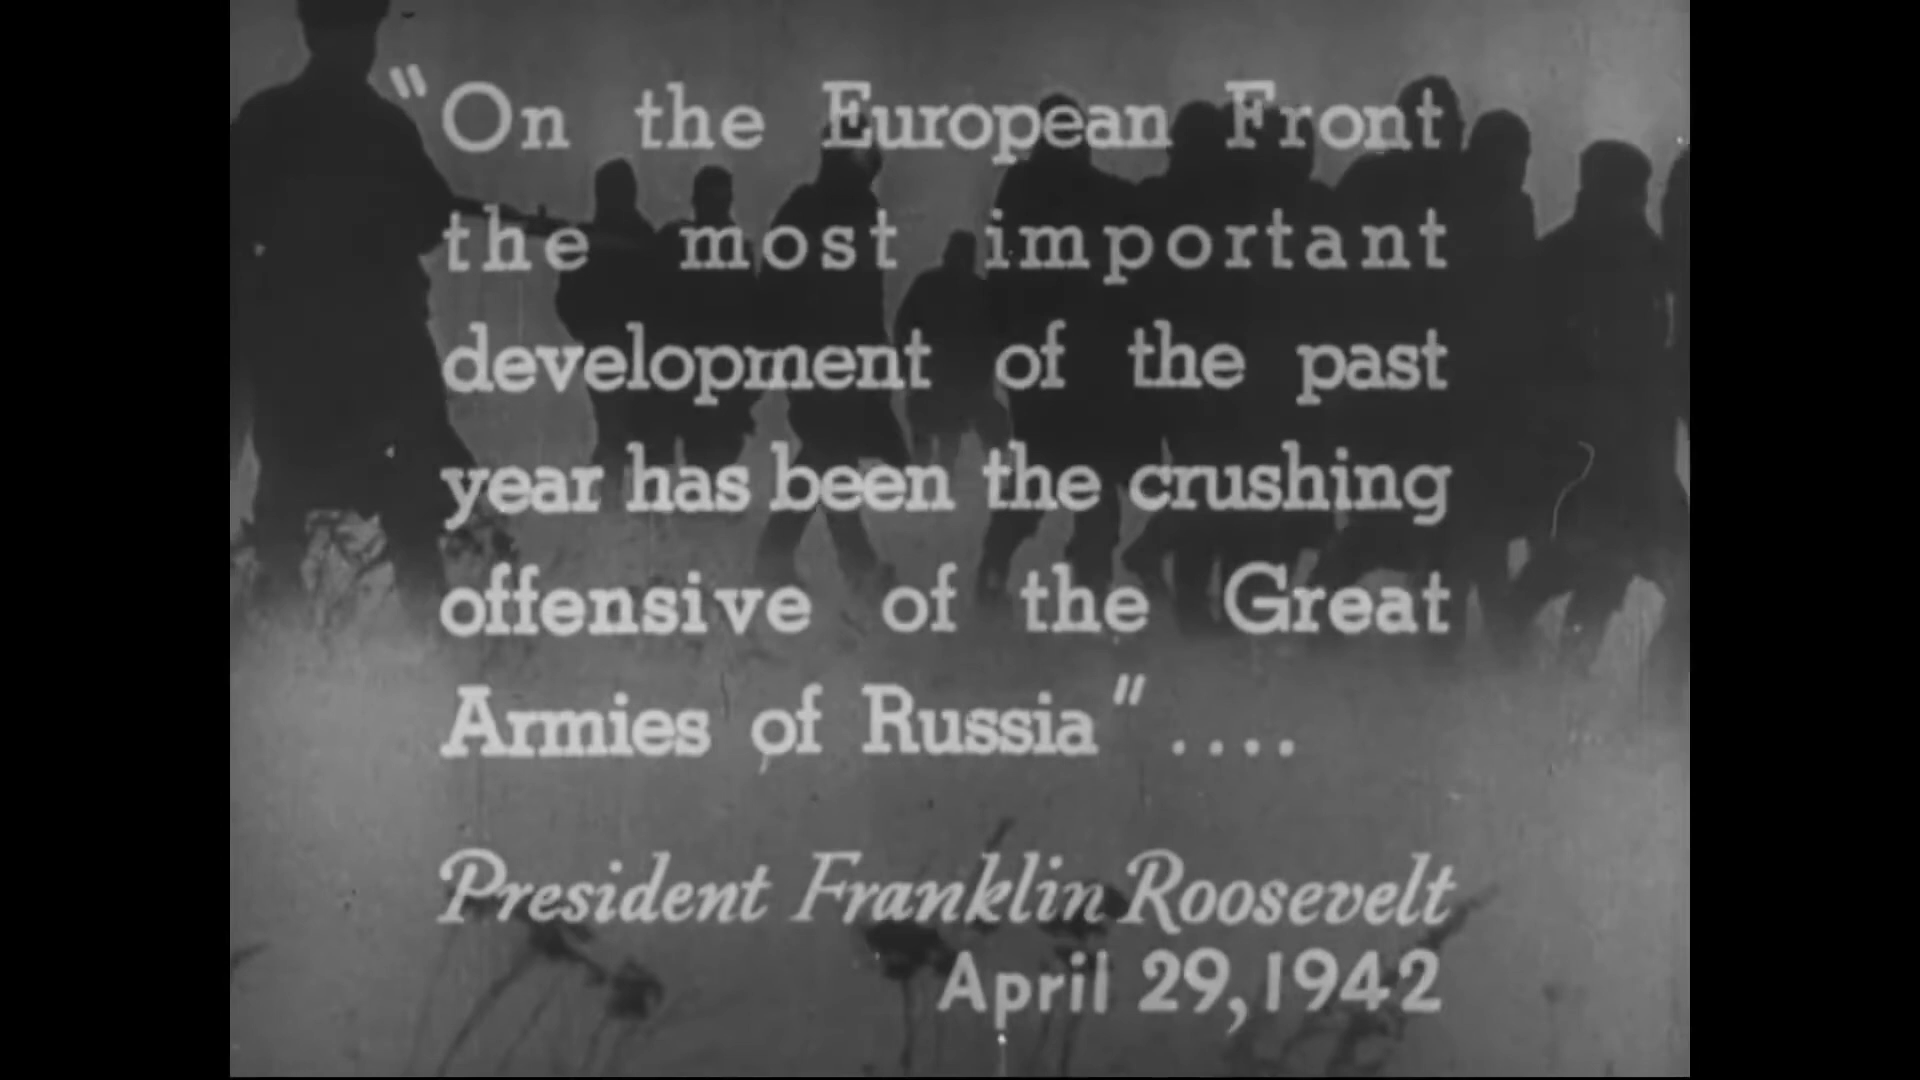 "On the European Front
the most important
development of the past
year has been the crushing
offensive of the Great
Armies of Russia"....
President Franklin Roosevelt
April 29, 1942